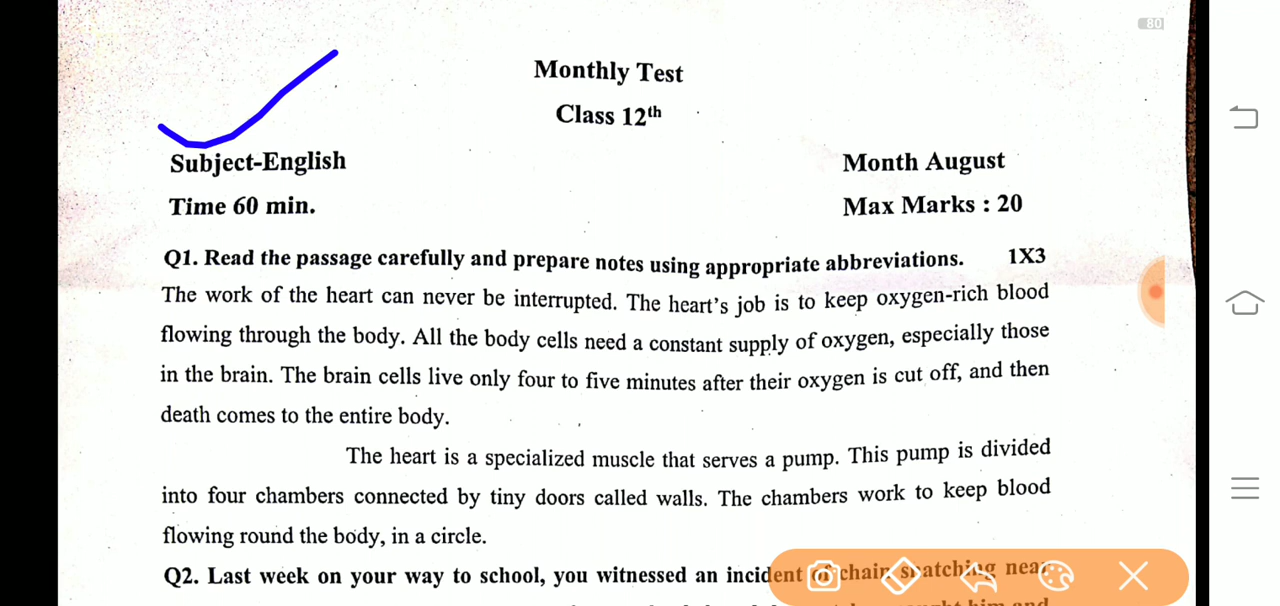 80
Monthly Test
Class 12th
Subject-English
Month August
Time 60 min.
Max Marks : 20
Q1. Read the passage carefully and prepare notes using appropriate abbreviations. 1X3
The work of the heart can never be interrupted. The heart's job is to keep oxygen-rich blood
flowing through the body. All the body cells need a constant supply of oxygen, especially those
in the brain. The brain cells live only four to five minutes after their oxygen is cut off, and then
death comes to the entire body.
The heart is a specialized muscle that serves a pump. This pump is divided
into four chambers connected by tiny doors called walls. The chambers work to keep blood
flowing round the body, in a circle.
Q2. Last week on your way to school, you witnessed an incident of chain snatching near
him and